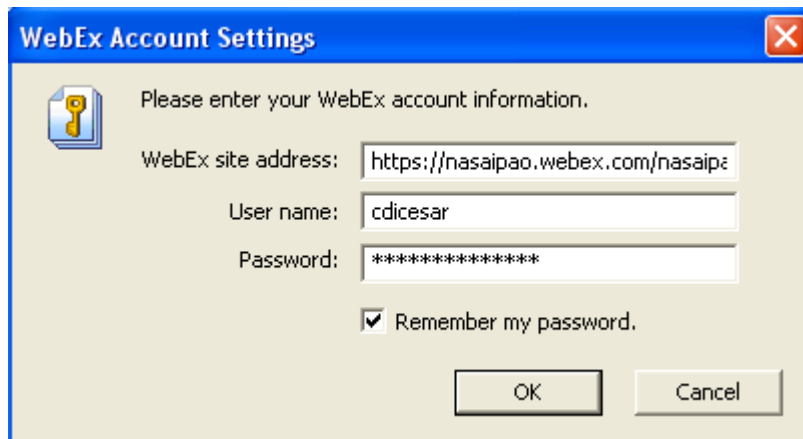 WebEx Account Settings
Please enter your WebEx account information.
WebEx site address: https://nasaipao.webex.com/nasaipa
User name: cdicesar
Password: **************
Remember my password.
OK Cancel